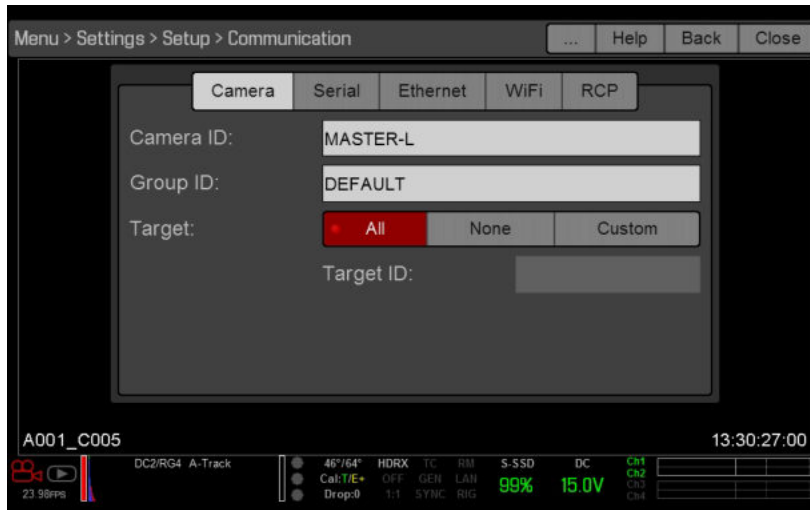 Menu > Settings > Setup > Communication ... Help Back Close
Camera Serial Ethernet WiFi RCP
Camera ID: MASTER-L
Group ID: DEFAULT
Target: All None Custom
Target ID:
A001_C005 13:30:27:00
DC2/RG4 A-Track 46°/64° HDRX TC RM S-SSD DC Ch1
Cal:T/E+ OFF GEN LAN 99% 15.0V Ch2
23.98FPS Drop:0 1:1 SYNC RIG Ch3
Ch4